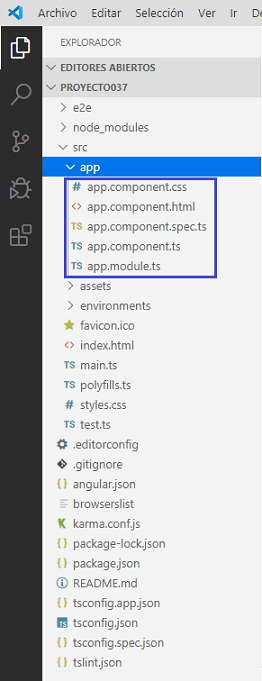 Archivo Editar Selección Ver Ir De
EXPLORADOR
EDITORES ABIERTOS
PROYECTO037
e2e
node_modules
src
app
# app.component.css
<> app.component.html
TS app.component.spec.ts
TS app.component.ts
TS app.module.ts
assets
environments
favicon.ico
<> index.html
TS main.ts
TS polyfills.ts
# styles.css
TS test.ts
.editorconfig
.gitignore
{} angular.json
browserslist
karma.conf.js
{} package-lock.json
{} package.json
README.md
{} tsconfig.app.json
TS tsconfig.json
{} tsconfig.spec.json
{} tslint.json